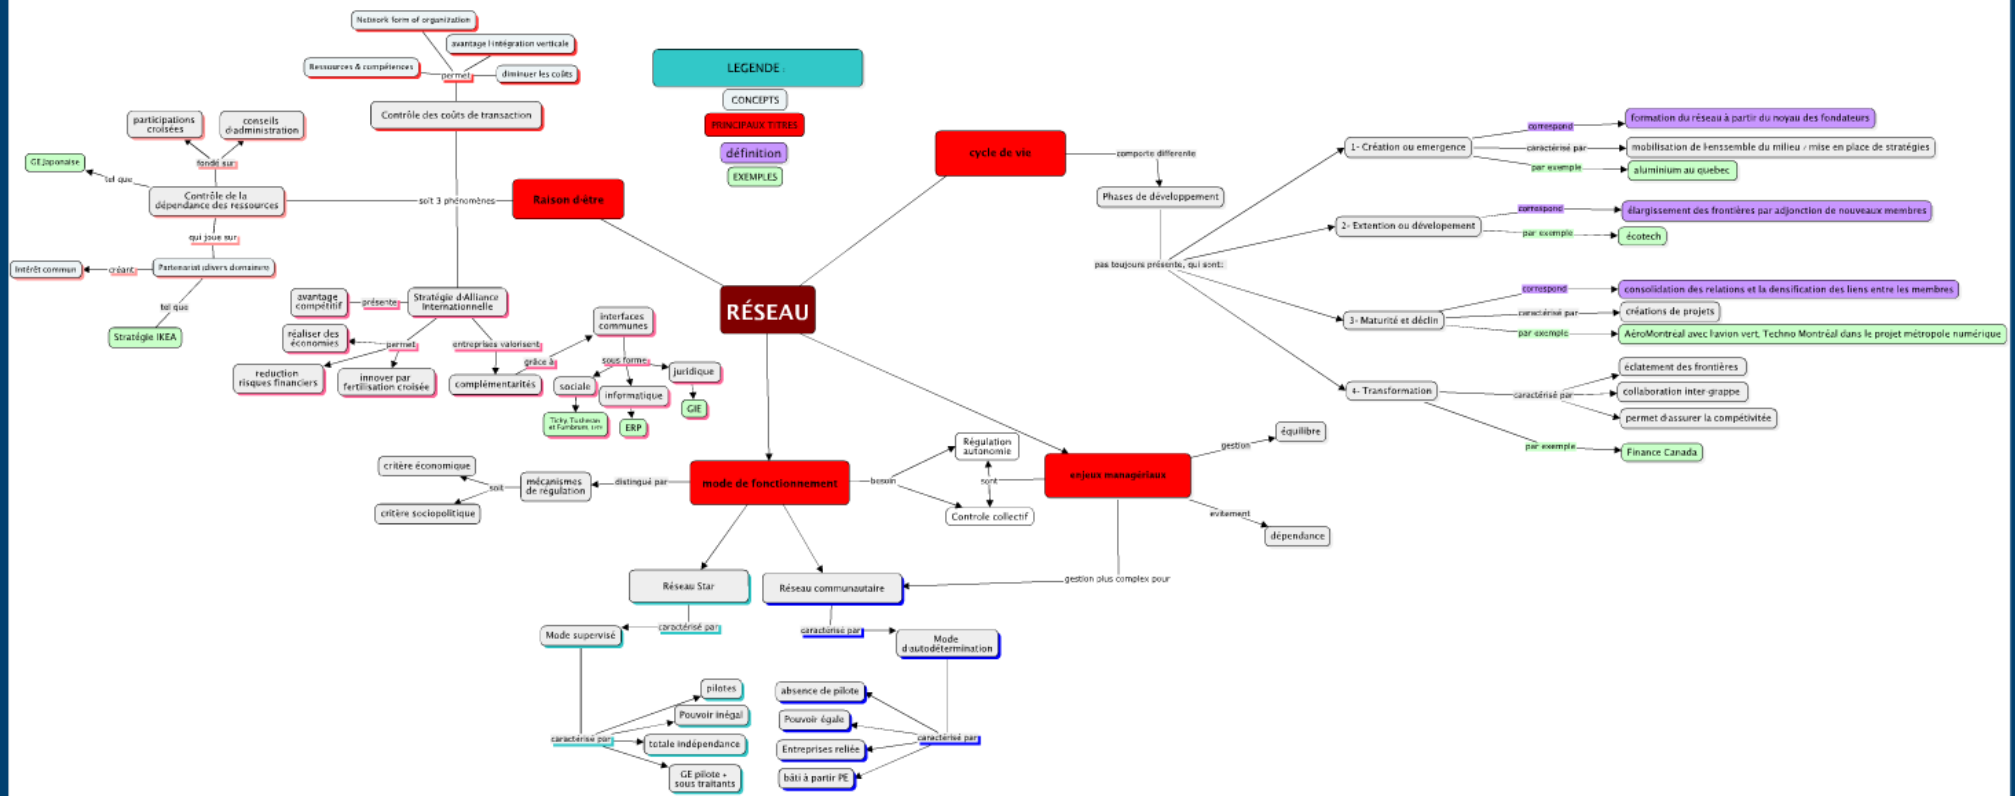 Network form of organization
avantage l'intégration verticale
Ressources & compétences
permet
diminuer les coûts
Contrôle des coûts de transaction
participations
croisées
conseils
d'administration
fondé sur
GE Japonaise
tel que
Contrôle de la
dépendance des ressources
soit 3 phénomènes
Raison d'être
qui joue sur
Intérêt commun
créant
Partenariat (divers domaines)
tel que
Stratégie IKEA
avantage
compétitif
présente
Stratégie d'Alliance
Internationnelle
réaliser des
économies
permet
entreprises valorisent
reduction
risques financiers
innover par
fertilisation croisée
complémentarités
grâce à
interfaces
communes
sous forme
sociale
informatique
juridique
ERP
GIE
LEGENDE :
CONCEPTS
PRINCIPAUX TITRES
définition
EXEMPLES
RÉSEAU
cycle de vie
comporte differente
Phases de développement
pas toujours présente, qui sont:
1- Création ou emergence
correspond
formation du réseau à partir du noyau des fondateurs
caractérisé par
mobilisation de l'enssemble du milieu / mise en place de stratégies
par exemple
aluminium au quebec
2- Extention ou dévelopement
correspond
élargissement des frontières par adjonction de nouveaux membres
par exemple
écotech
3- Maturité et déclin
correspond
consolidation des relations et la densification des liens entre les membres
caractérisé par
créations de projets
par exemple
AéroMontréal avec l'avion vert, Techno Montréal dans le projet métropole numérique
4- Transformation
caractérisé par
éclatement des frontières
collaboration inter-grappe
permet d'assurer la compétivitée
par exemple
Finance Canada
mode de fonctionnement
distingué par
mécanismes
de régulation
soit
critère économique
critère sociopolitique
besoin
Régulation
autonomie
sont
Controle collectif
enjeux managériaux
gestion
équilibre
evitement
dépendance
gestion plus complex pour
Réseau Star
caractérisé par
Mode supervisé
caractérisé par
pilotes
Pouvoir inégal
totale indépendance
GE pilote +
sous traitants
Réseau communautaire
caractérisé par
Mode
d'autodétermination
caractérisé par
absence de pilote
Pouvoir égale
Entreprises reliée
bâti à partir PE